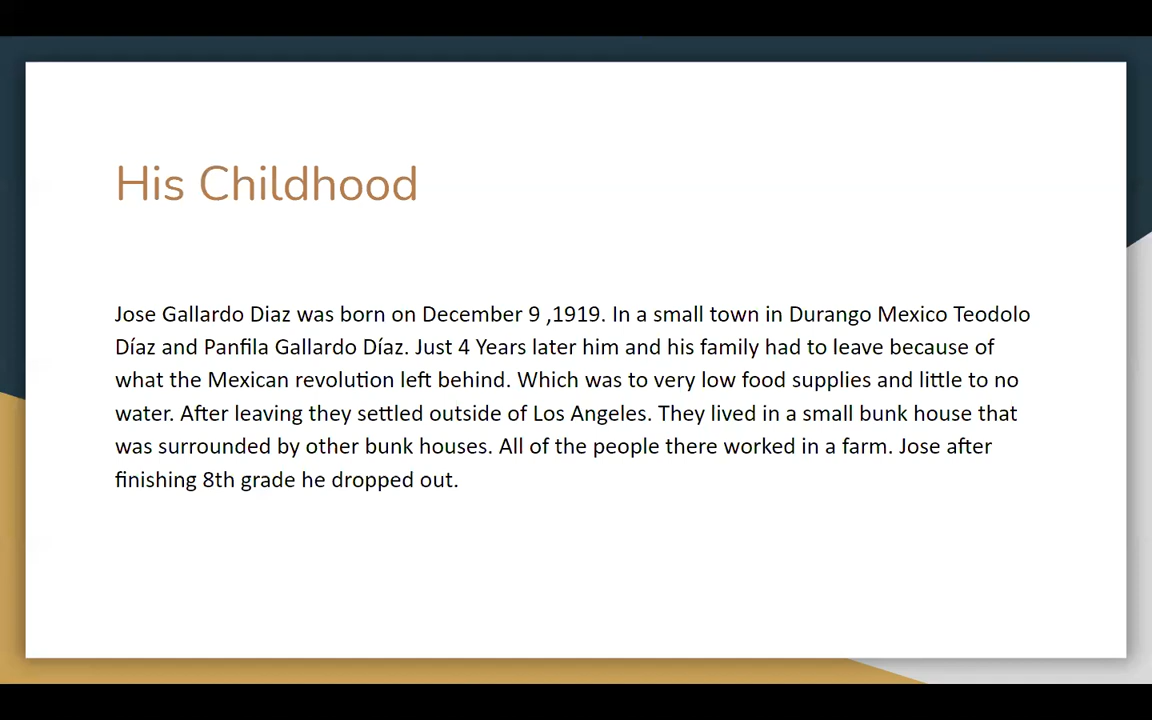 His Childhood
Jose Gallardo Diaz was born on December 9 ,1919. In a small town in Durango Mexico Teodolo
Díaz and Panfila Gallardo Díaz. Just 4 Years later him and his family had to leave because of
what the Mexican revolution left behind. Which was to very low food supplies and little to no
water. After leaving they settled outside of Los Angeles. They lived in a small bunk house that
was surrounded by other bunk houses. All of the people there worked in a farm. Jose after
finishing 8th grade he dropped out.